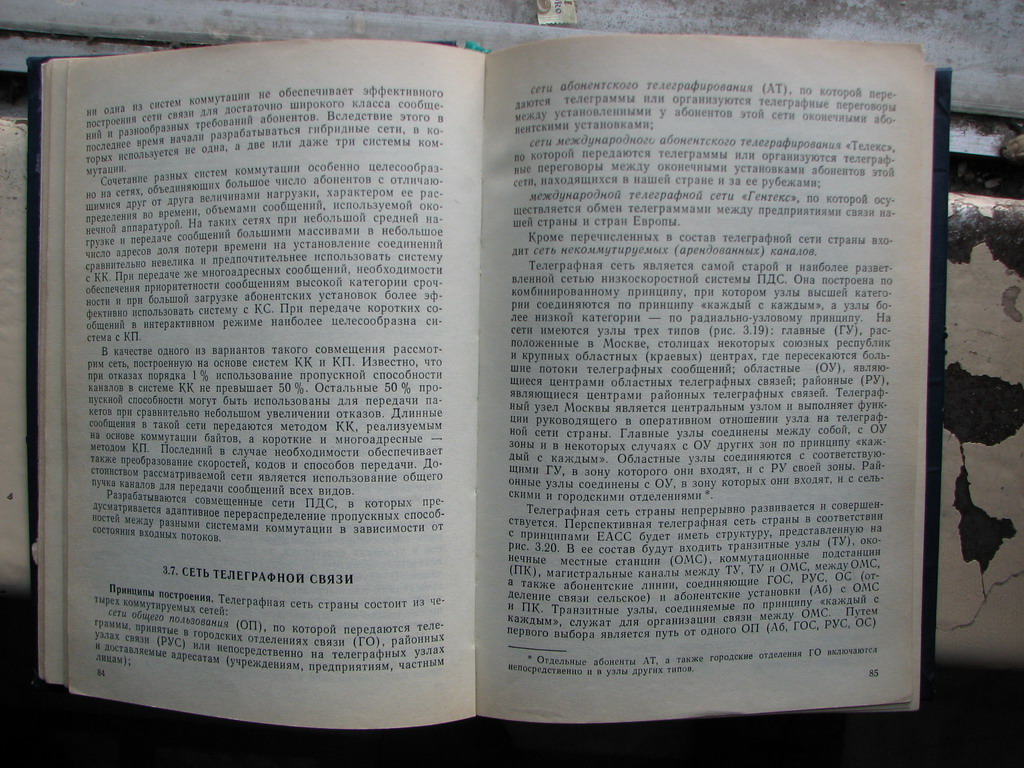 ни одна из систем коммутации не обеспечивает эффективного
построения сети связи для достаточно широкого класса сообще-
ний и разнообразных требований абонентов. Вследствие этого в
последнее время начали разрабатываться гибридные сети, в ко-
торых используется не одна, а две или даже три системы ком-
мутации.
Сочетание разных систем коммутации особенно целесообраз-
но на сетях, объединяющих большое число абонентов с отличаю-
щимися друг от друга величинами нагрузки, характером ее рас-
пределения во времени, объемами сообщений, используемой око-
нечной аппаратурой. На таких сетях при небольшой средней на-
грузке и передаче сообщений большими массивами в небольшое
число адресов доля потери времени на установление соединений
сравнительно невелика и предпочтительнее использовать систему
с КК. При передаче же многоадресных сообщений, необходимости
обеспечения приоритетности сообщениям высокой категории сроч-
ности и при большой загрузке абонентских установок более эф-
фективно использовать систему с КС. При передаче коротких со-
общений в интерактивном режиме наиболее целесообразна си-
стема с КП.
В качестве одного из вариантов такого совмещения рассмот-
рим сеть, построенную на основе систем КК и КП. Известно, что
при отказах порядка 1 % использование пропускной способности
каналов в системе КК не превышает 50 %. Остальные 50 % про-
пускной способности могут быть использованы для передачи па-
кетов при сравнительно небольшом увеличении отказов. Длинные
сообщения в такой сети передаются методом КК, реализуемым
на основе коммутации байтов, а короткие и многоадресные —
методом КП. Последний в случае необходимости обеспечивает
также преобразование скоростей, кодов и способов передачи. До-
стоинством рассматриваемой сети является использование общего
пучка каналов для передачи сообщений всех видов.
Разрабатываются совмещенные сети ПДС, в которых пре-
дусматривается адаптивное перераспределение пропускных способ-
ностей между разными системами коммутации в зависимости от
состояния входных потоков.
3.7. СЕТЬ ТЕЛЕГРАФНОЙ СВЯЗИ
Принципы построения. Телеграфная сеть страны состоит из че-
тырех коммутируемых сетей:
сети общего пользования (ОП), по которой передаются теле-
граммы, принятые в городских отделениях связи (ГО), районных
узлах связи (РУС) или непосредственно на телеграфных узлах
и доставляемые адресатам (учреждениям, предприятиям, частным
лицам);
84
сети абонентского телеграфирования (АТ), по которой пере-
даются телеграммы или организуются телеграфные переговоры
между установленными у абонентов этой сети оконечными або-
нентскими установками;
сети международного абонентского телеграфирования «Телекс»,
по которой передаются телеграммы или организуются телеграф-
ные переговоры между оконечными установками абонентов этой
сети, находящихся в нашей стране и за ее рубежами;
международной телеграфной сети «Гентекс», по которой осу-
ществляется обмен телеграммами между предприятиями связи на-
шей страны и стран Европы.
Кроме перечисленных в состав телеграфной сети страны вхо-
дит сеть некоммутируемых (арендованных) каналов.
Телеграфная сеть является самой старой и наиболее развет-
вленной сетью низкоскоростной системы ПДС. Она построена по
комбинированному принципу, при котором узлы высшей катего-
рии соединяются по принципу «каждый с каждым», а узлы бо-
лее низкой категории — по радиально-узловому принципу. На
сети имеются узлы трех типов (рис. 3.19): главные (ГУ), рас-
положенные в Москве, столицах некоторых союзных республик
и крупных областных (краевых) центрах, где пересекаются боль-
шие потоки телеграфных сообщений; областные (ОУ), являю-
щиеся центрами областных телеграфных связей; районные (РУ),
являющиеся центрами районных телеграфных связей. Телеграф-
ный узел Москвы является центральным узлом и выполняет функ-
ции руководящего в оперативном отношении узла на телеграф-
ной сети страны. Главные узлы соединены между собой, с ОУ
зоны и в некоторых случаях с ОУ других зон по принципу «каж-
дый с каждым». Областные узлы соединяются с соответствую-
щими ГУ, в зону которого они входят, и с РУ своей зоны. Рай-
онные узлы соединены с ОУ, в зону которых они входят, и с сель-
скими и городскими отделениями *.
Телеграфная сеть страны непрерывно развивается и совершен-
ствуется. Перспективная телеграфная сеть страны в соответствии
с принципами ЕАСС будет иметь структуру, представленную на
рис. 3.20. В ее состав будут входить транзитные узлы (ТУ), око-
нечные местные станции (ОМС), коммутационные подстанции
(ПК), магистральные каналы между ТУ, ТУ и ОМС, между ОМС,
а также абонентские линии, соединяющие ГОС, РУС, ОС (от-
деление связи сельское) и абонентские установки (Аб) с ОМС
и ПК. Транзитные узлы, соединяемые по принципу «каждый с
каждым», служат для организации связи между ОМС. Путем
первого выбора является путь от одного ОП (Аб, ГОС, РУС, ОС)
* Отдельные абоненты АТ, а также городские отделения ГО включаются
непосредственно и в узлы других типов.
85